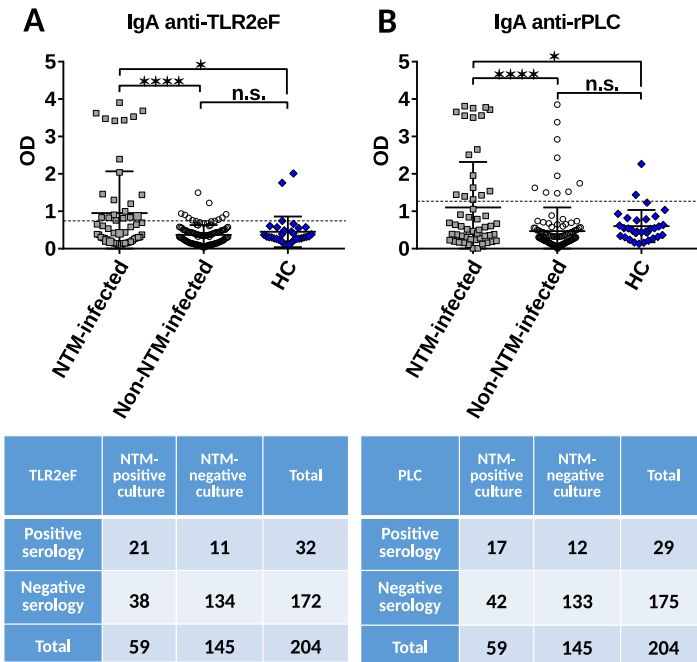 A
IgA anti-TLR2eF
✶
✶✶✶✶
n.s.
OD
5
4
3
2
1
0
NTM-infected
Non-NTM-infected
HC
B
IgA anti-rPLC
✶
✶✶✶✶
n.s.
OD
5
4
3
2
1
0
NTM-infected
Non-NTM-infected
HC
TLR2eF
NTM-
positive
culture
NTM-
negative
culture
Total
Positive
serology
21
11
32
Negative
serology
38
134
172
Total
59
145
204
PLC
NTM-
positive
culture
NTM-
negative
culture
Total
Positive
serology
17
12
29
Negative
serology
42
133
175
Total
59
145
204